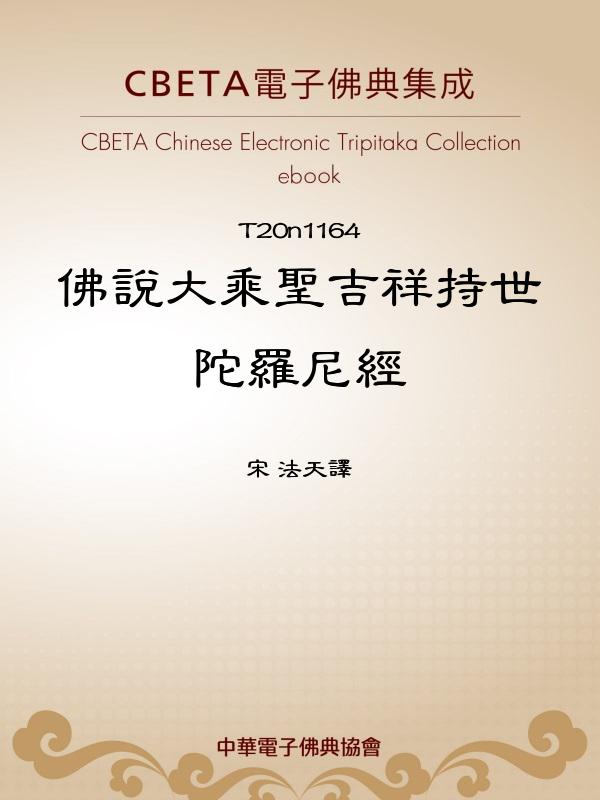 CBETA電子佛典集成
CBETA Chinese Electronic Tripitaka Collection
ebook
T20n1164
佛說大乘聖吉祥持世
陀羅尼經
宋 法天譯
中華電子佛典協會